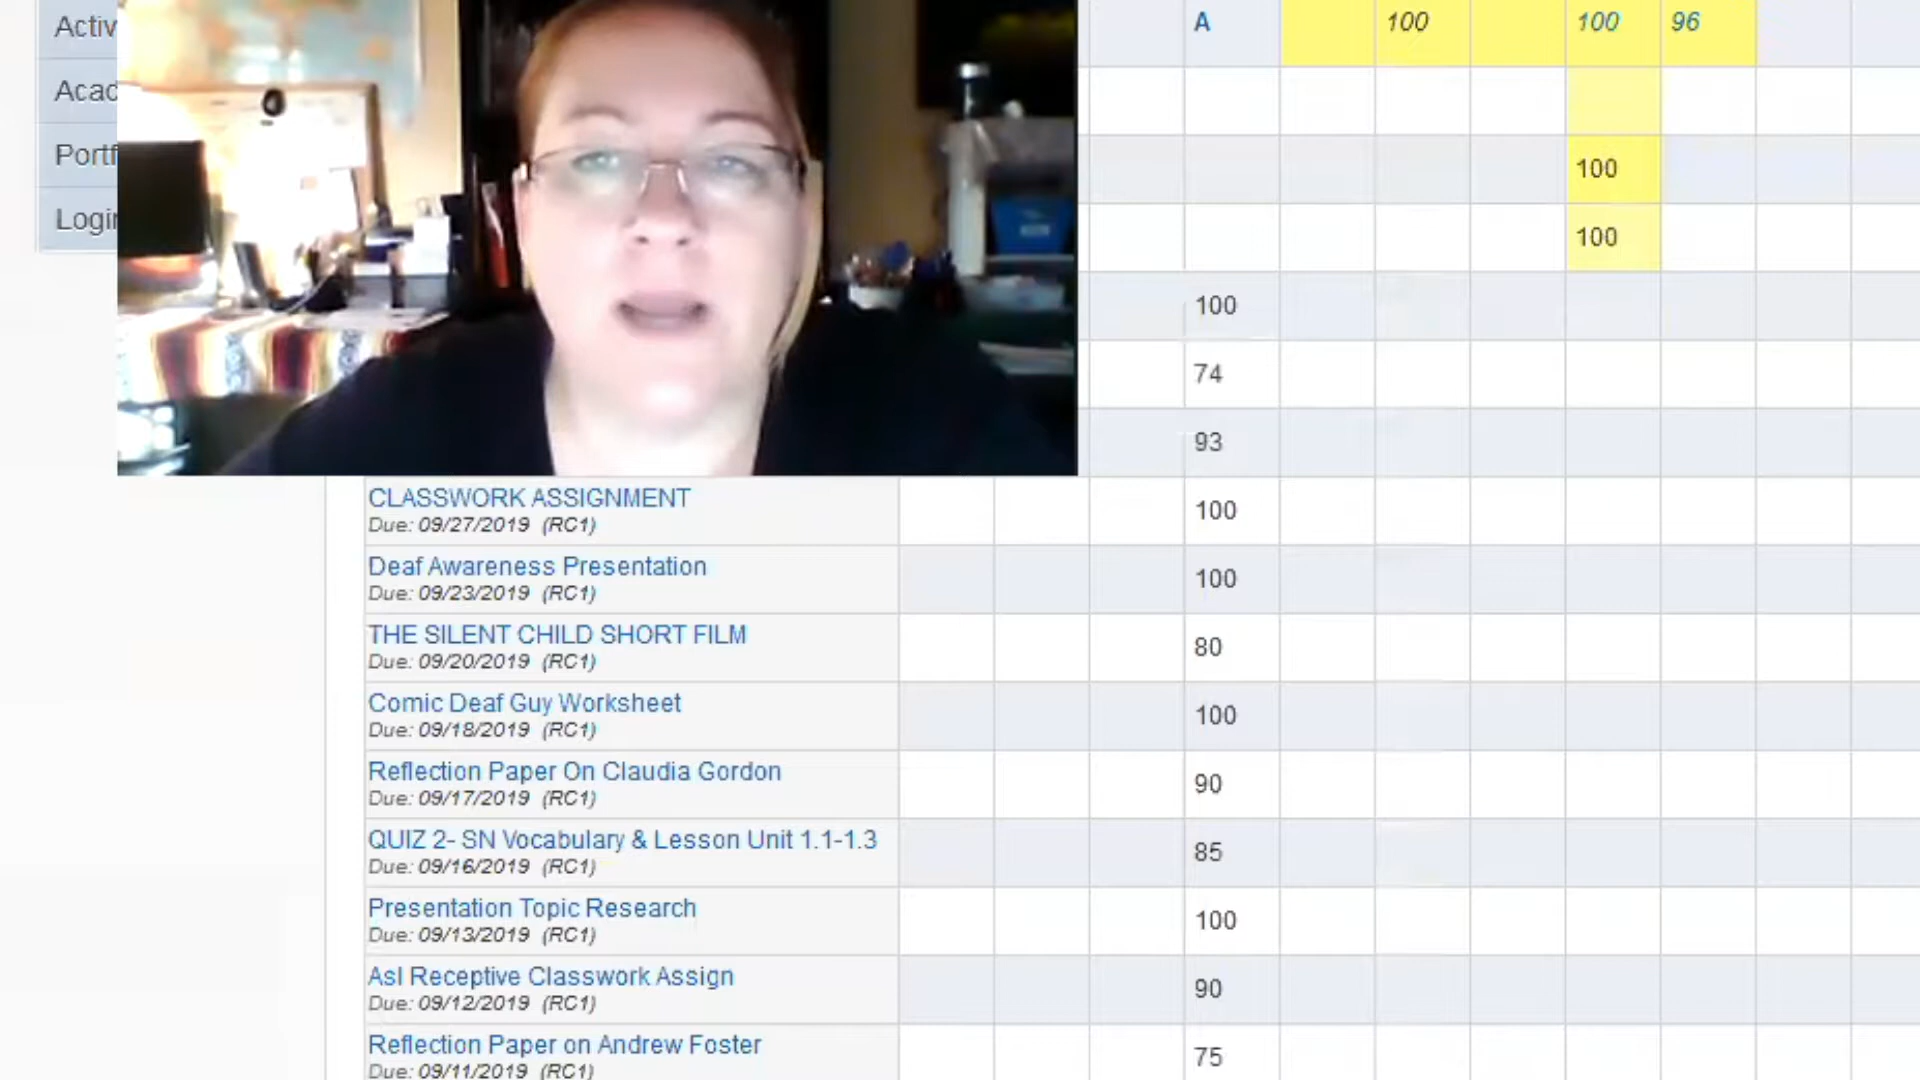 A 100 100 96
Activ
Acad
Portf
100
Login
100
100
74
93
CLASSWORK ASSIGNMENT
Due: 09/27/2019 (RC1)
100
Deaf Awareness Presentation
Due: 09/23/2019 (RC1)
100
THE SILENT CHILD SHORT FILM
Due: 09/20/2019 (RC1)
80
Comic Deaf Guy Worksheet
Due: 09/18/2019 (RC1)
100
Reflection Paper On Claudia Gordon
Due: 09/17/2019 (RC1)
90
QUIZ 2- SN Vocabulary & Lesson Unit 1.1-1.3
Due: 09/16/2019 (RC1)
85
Presentation Topic Research
Due: 09/13/2019 (RC1)
100
Asl Receptive Classwork Assign
Due: 09/12/2019 (RC1)
90
Reflection Paper on Andrew Foster
Due: 09/11/2019 (RC1)
75